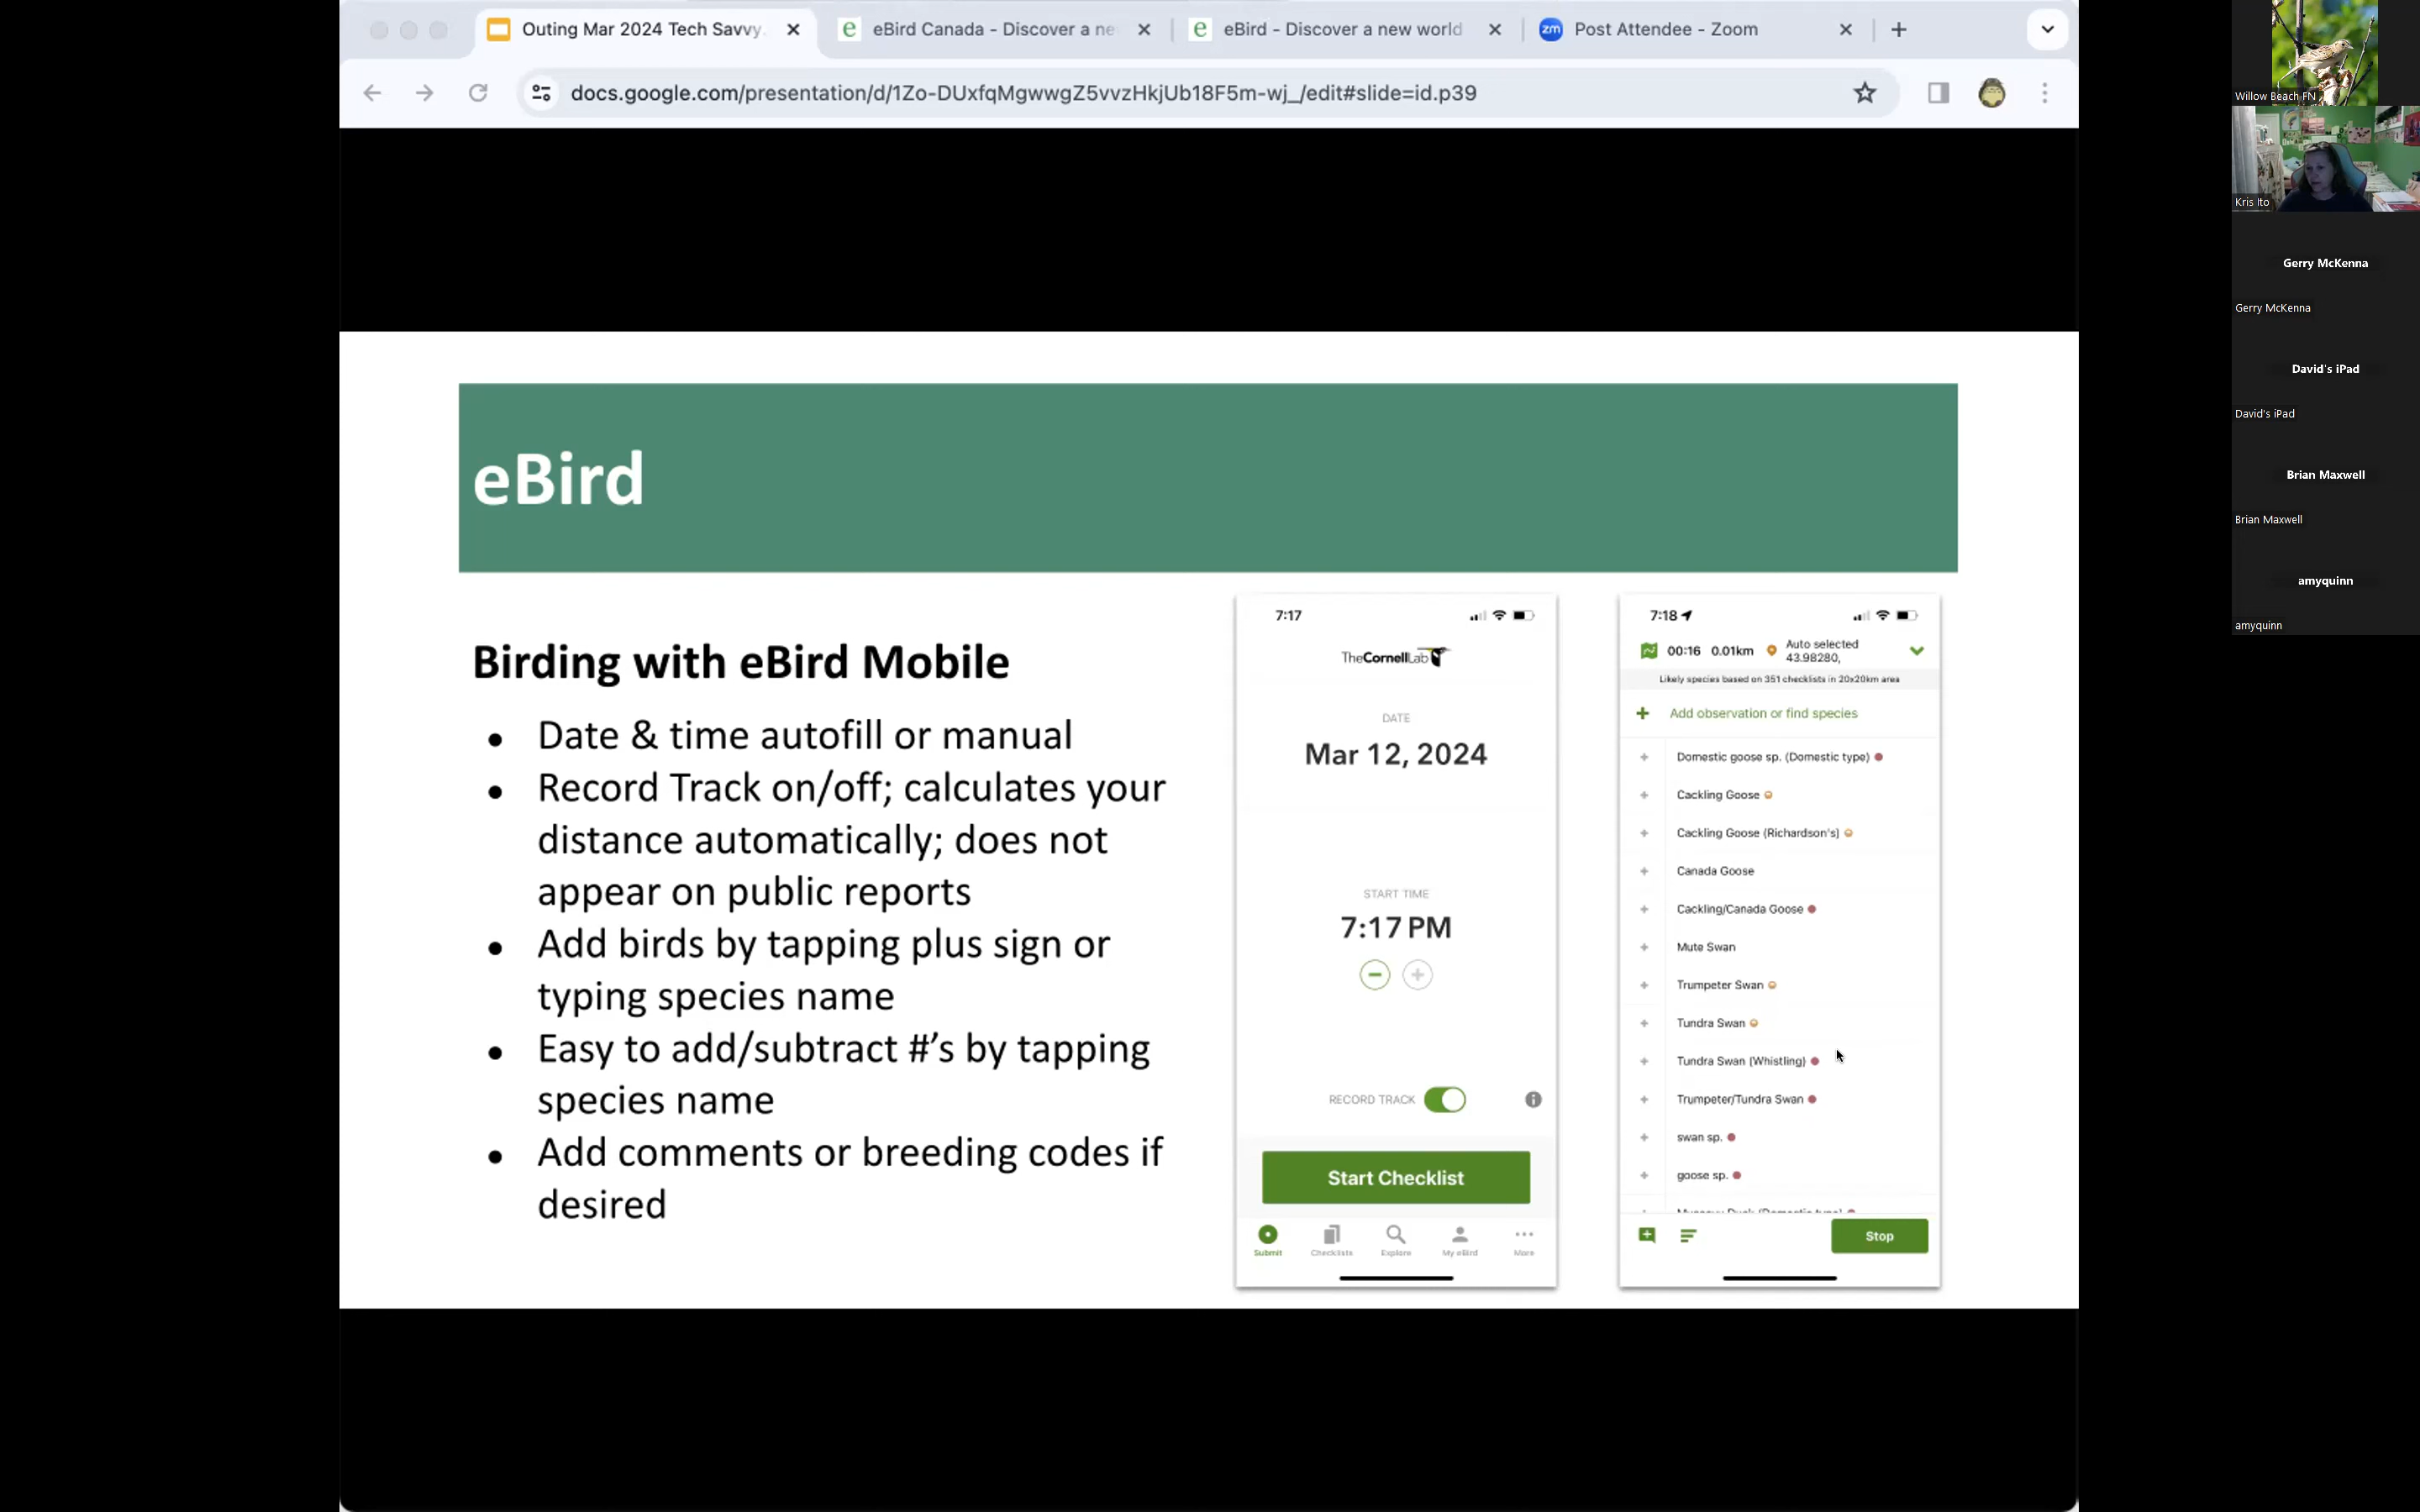 Outing Mar 2024 Tech Savvy
eBird Canada - Discover a ne
eBird - Discover a new world
zm Post Attendee - Zoom
docs.google.com/presentation/d/1Zo-DUxfqMgwwgZ5vvzHkjUb18F5m-wj_/edit#slide=id.p39
eBird
Birding with eBird Mobile
● Date & time autofill or manual
● Record Track on/off; calculates your
distance automatically; does not
appear on public reports
● Add birds by tapping plus sign or
typing species name
● Easy to add/subtract #’s by tapping
species name
● Add comments or breeding codes if
desired
7:17
TheCornellLab
DATE
Mar 12, 2024
START TIME
7:17 PM
RECORD TRACK
Start Checklist
Submit Checklists Explore My eBird More
7:18
00:16 0.01km Auto selected
43.98280,
Likely species based on 351 checklists in 20x20km area
+ Add observation or find species
+ Domestic goose sp. (Domestic type)
+ Cackling Goose
+ Cackling Goose (Richardson's)
+ Canada Goose
+ Cackling/Canada Goose
+ Mute Swan
+ Trumpeter Swan
+ Tundra Swan
+ Tundra Swan (Whistling)
+ Trumpeter/Tundra Swan
+ swan sp.
+ goose sp.
Stop
Willow Beach FN
Kris Ito
Gerry McKenna
Gerry McKenna
David's iPad
David's iPad
Brian Maxwell
Brian Maxwell
amyquinn
amyquinn